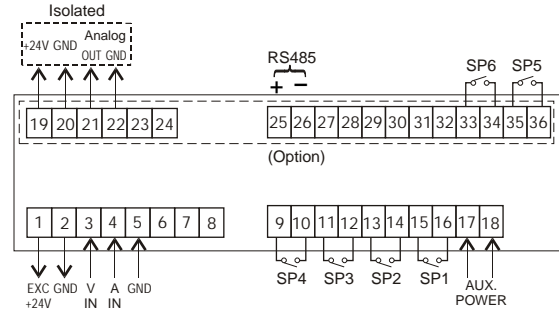 Isolated
+24V GND Analog OUT GND
RS485
+ −
SP6 SP5
19 20 21 22 23 24
25 26 27 28 29 30 31 32 33 34 35 36
(Option)
1 2 3 4 5 6 7 8
9 10 11 12 13 14 15 16 17 18
EXC +24V
GND
V IN
A IN
GND
SP4 SP3 SP2 SP1
AUX. POWER